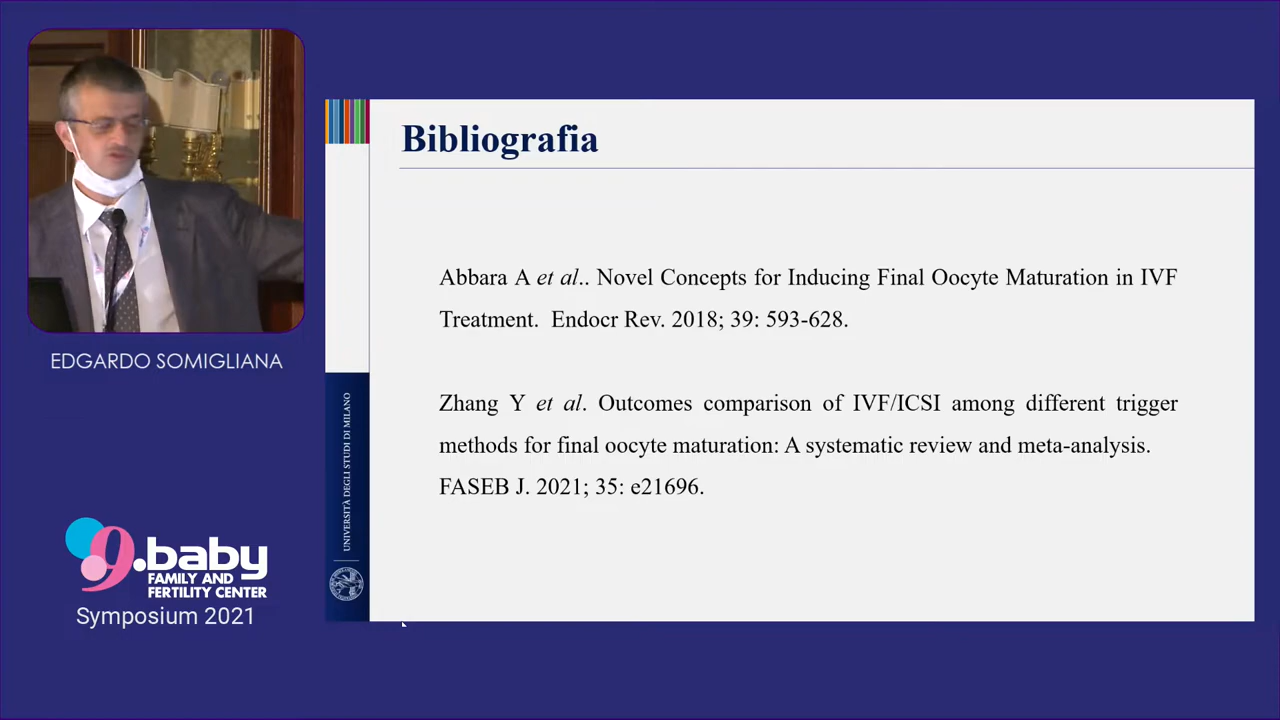 Bibliografia
Abbara A et al.. Novel Concepts for Inducing Final Oocyte Maturation in IVF
Treatment. Endocr Rev. 2018; 39: 593-628.
Zhang Y et al. Outcomes comparison of IVF/ICSI among different trigger
methods for final oocyte maturation: A systematic review and meta-analysis.
FASEB J. 2021; 35: e21696.
UNIVERSITÀ DEGLI STUDI DI MILANO
EDGARDO SOMIGLIANA
9.baby
FAMILY AND
FERTILITY CENTER
Symposium 2021